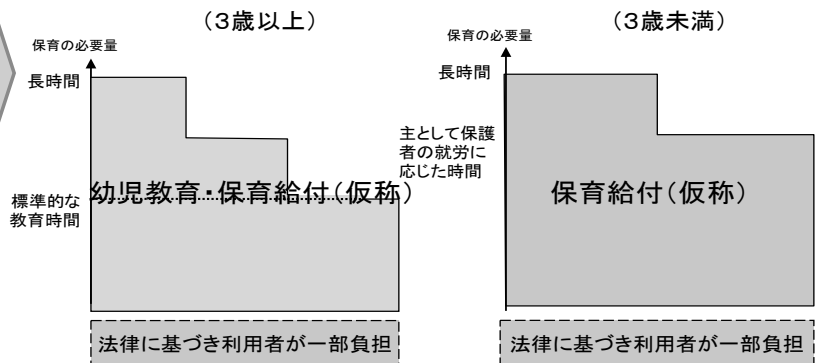 (3歳以上)
保育の必要量
長時間
標準的な
教育時間
幼児教育・保育給付(仮称)
法律に基づき利用者が一部負担
(3歳未満)
保育の必要量
長時間
主として保護
者の就労に
応じた時間
保育給付(仮称)
法律に基づき利用者が一部負担